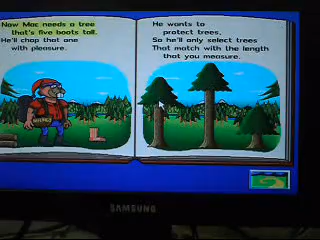 Now Mac needs a tree
that's five boots tall.
He'll chop that one
with pleasure.
He wants to
protect trees,
So he'll only select trees
That match with the length
that you measure.
SAMSUNG